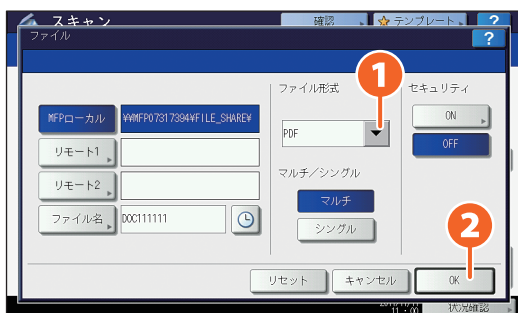 スキャン
確認
テンプレート
?
ファイル
?
1
ファイル形式
セキュリティ
MFPローカル
¥¥MFP07317394¥FILE_SHARE¥
ON
PDF
OFF
リモート1
マルチ/シングル
リモート2
マルチ
ファイル名
DOC111111
シングル
2
リセット
キャンセル
OK
11：00
状況確認